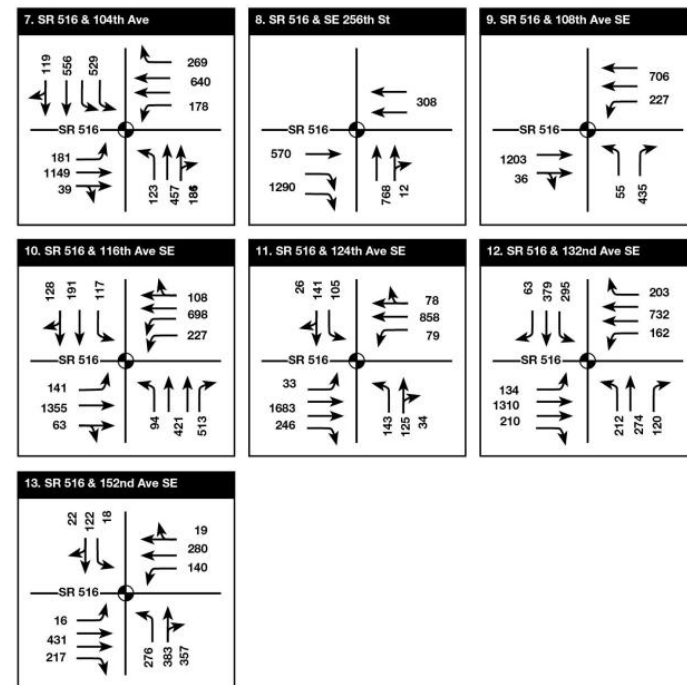 7. SR 516 & 104th Ave
119 556 529
269
640
178
SR 516
181
1149
39
123 457 186
8. SR 516 & SE 256th St
308
SR 516
570
1290
768 12
9. SR 516 & 108th Ave SE
706
227
SR 516
1203
36
55 435
10. SR 516 & 116th Ave SE
128 191 117
108
698
227
SR 516
141
1355
63
94 421 513
11. SR 516 & 124th Ave SE
26 141 105
78
858
79
SR 516
33
1683
246
143 125 34
12. SR 516 & 132nd Ave SE
63 379 295
203
732
162
SR 516
134
1310
210
212 274 120
13. SR 516 & 152nd Ave SE
22 122 18
19
280
140
SR 516
16
431
217
276 383 357